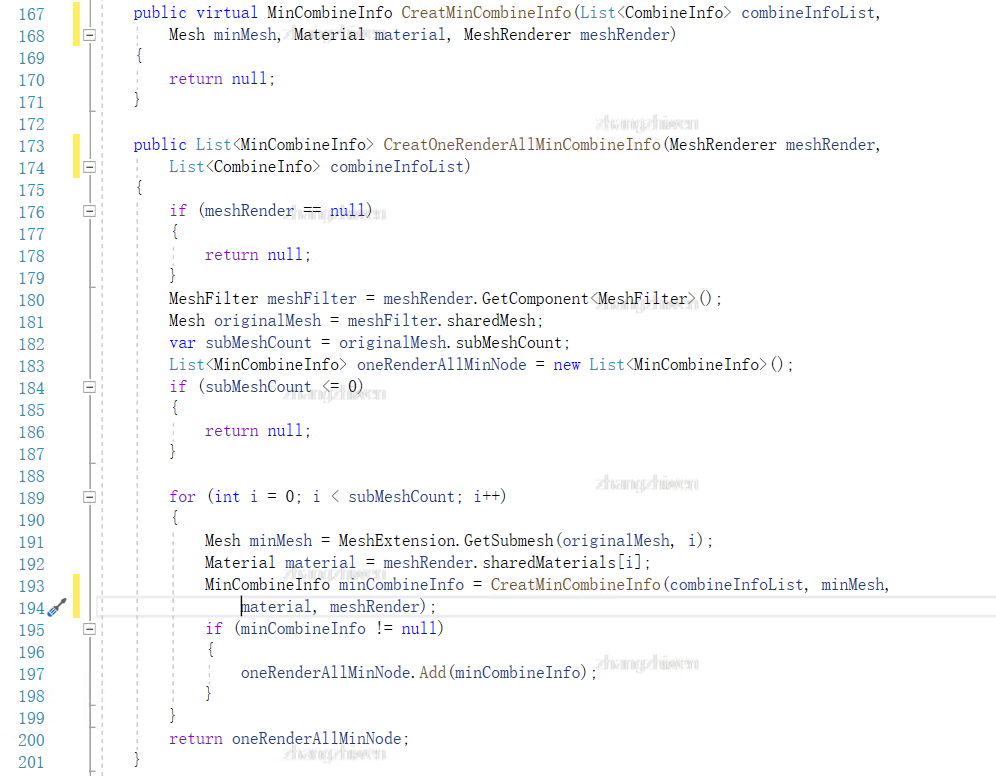 167 public virtual MinCombineInfo CreatMinCombineInfo(List<CombineInfo> combineInfoList,
168 Mesh minMesh, Material material, MeshRenderer meshRender)
169 {
170 return null;
171 }
172
173 public List<MinCombineInfo> CreatOneRenderAllMinCombineInfo(MeshRenderer meshRender,
174 List<CombineInfo> combineInfoList)
175 {
176 if (meshRender == null)
177 {
178 return null;
179 }
180 MeshFilter meshFilter = meshRender.GetComponent<MeshFilter>();
181 Mesh originalMesh = meshFilter.sharedMesh;
182 var subMeshCount = originalMesh.subMeshCount;
183 List<MinCombineInfo> oneRenderAllMinNode = new List<MinCombineInfo>();
184 if (subMeshCount <= 0)
185 {
186 return null;
187 }
188
189 for (int i = 0; i < subMeshCount; i++)
190 {
191 Mesh minMesh = MeshExtension.GetSubmesh(originalMesh, i);
192 Material material = meshRender.sharedMaterials[i];
193 MinCombineInfo minCombineInfo = CreatMinCombineInfo(combineInfoList, minMesh,
194 material, meshRender);
195 if (minCombineInfo != null)
196 {
197 oneRenderAllMinNode.Add(minCombineInfo);
198 }
199 }
200 return oneRenderAllMinNode;
201 }